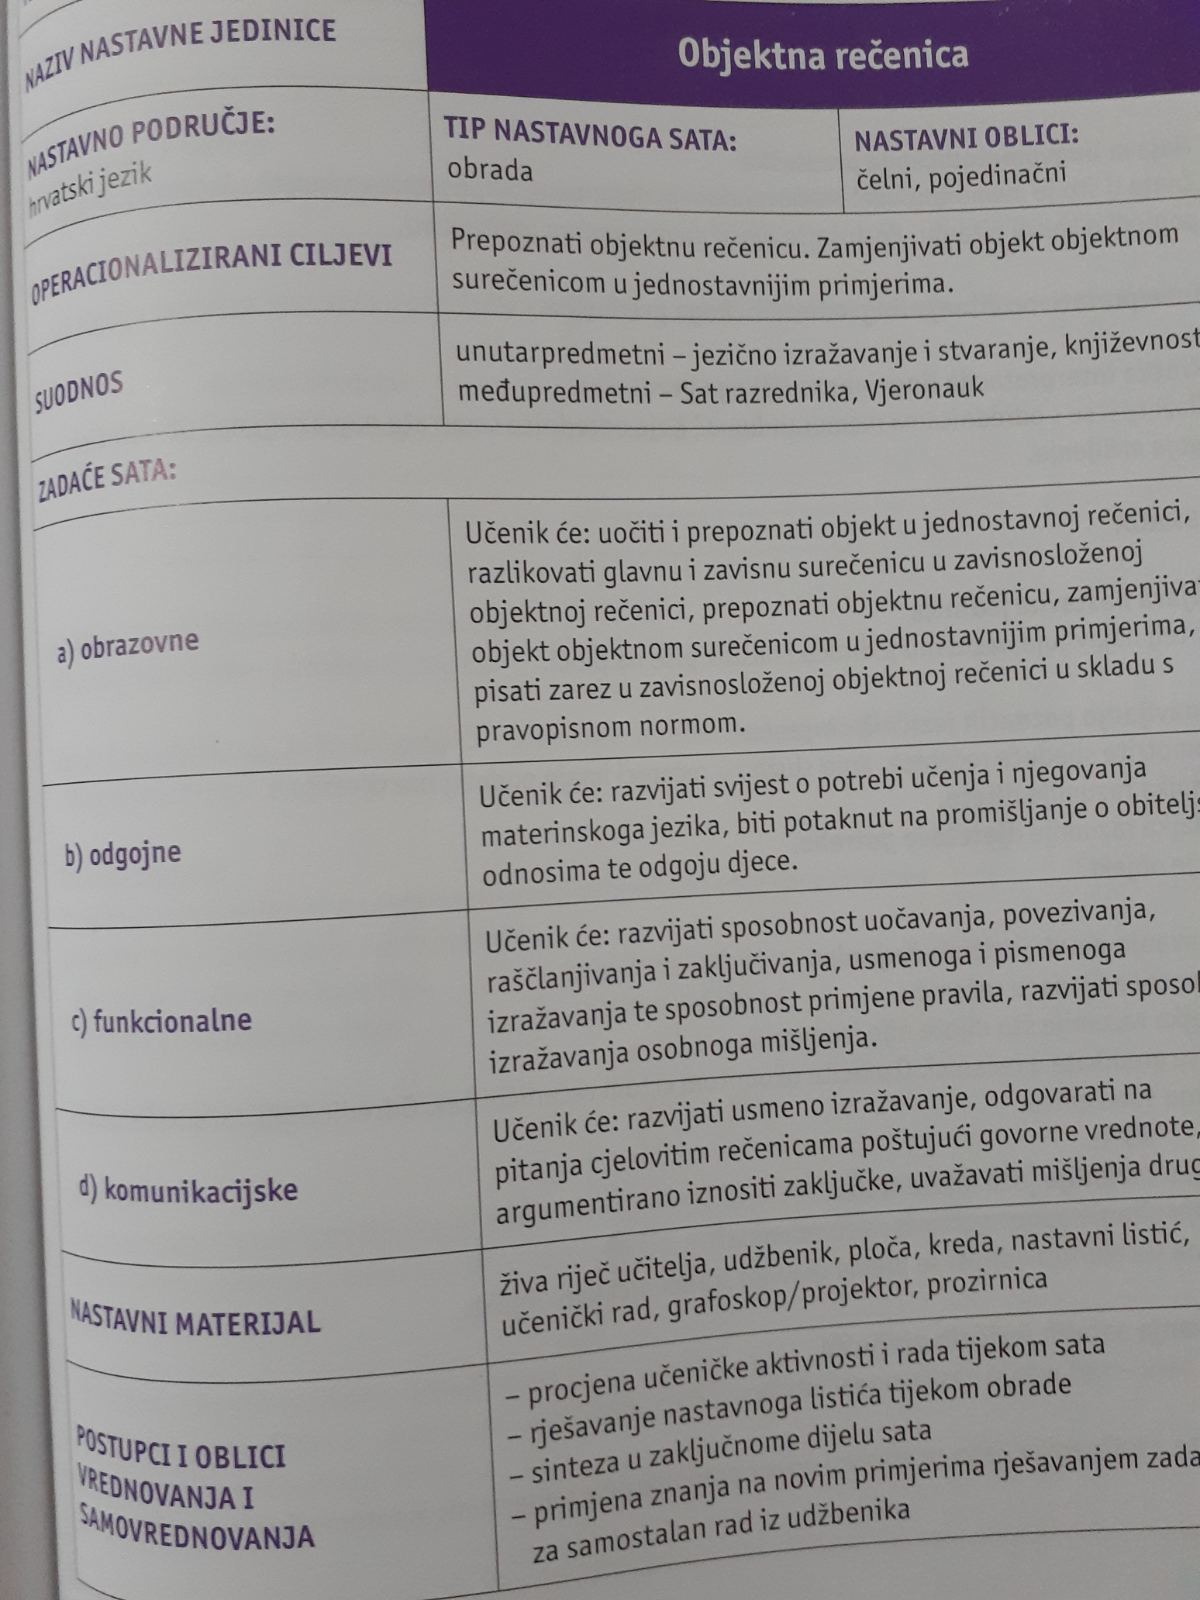 NAZIV NASTAVNE JEDINICE
Objektna rečenica
NASTAVNO PODRUČJE:
hrvatski jezik
TIP NASTAVNOGA SATA:
obrada
NASTAVNI OBLICI:
čelni, pojedinačni
OPERACIONALIZIRANI CILJEVI
Prepoznati objektnu rečenicu. Zamjenjivati objekt objektnom
surečenicom u jednostavnijim primjerima.
SUODNOS
unutarpredmetni – jezično izražavanje i stvaranje, književnost
međupredmetni – Sat razrednika, Vjeronauk
ZADAĆE SATA:
a) obrazovne
Učenik će: uočiti i prepoznati objekt u jednostavnoj rečenici,
razlikovati glavnu i zavisnu surečenicu u zavisnosloženoj
objektnoj rečenici, prepoznati objektnu rečenicu,
objekt objektnom surečenicom u jednostavnijim primjerima,
pisati zarez u zavisnosloženoj objektnoj rečenici u skladu s
pravopisnom normom.
b) odgojne
Učenik će: razvijati svijest o potrebi učenja i njegovanja
materinskoga jezika, biti potaknut na promišljanje o
odnosima te odgoju djece.
c) funkcionalne
Učenik će: razvijati sposobnost uočavanja, povezivanja,
raščlanjivanja i zaključivanja, usmenoga i pismenoga
izražavanja te sposobnost primjene pravila, razvijati
izražavanja osobnoga mišljenja.
d) komunikacijske
Učenik će: razvijati usmeno izražavanje, odgovarati na
pitanja cjelovitim rečenicama poštujući govorne vrednote,
argumentirano iznositi zaključke, uvažavati mišljenja
NASTAVNI MATERIJAL
živa riječ učitelja, udžbenik, ploča, kreda, nastavni listić,
učenički rad, grafoskop/projektor, prozirnica
POSTUPCI I OBLICI
VREDNOVANJA I
SAMOVREDNOVANJA
– procjena učeničke aktivnosti i rada tijekom sata
– rješavanje nastavnoga listića tijekom obrade
– sinteza u zaključnome dijelu sata
– primjena znanja na novim primjerima rješavanjem
za samostalan rad iz udžbenika